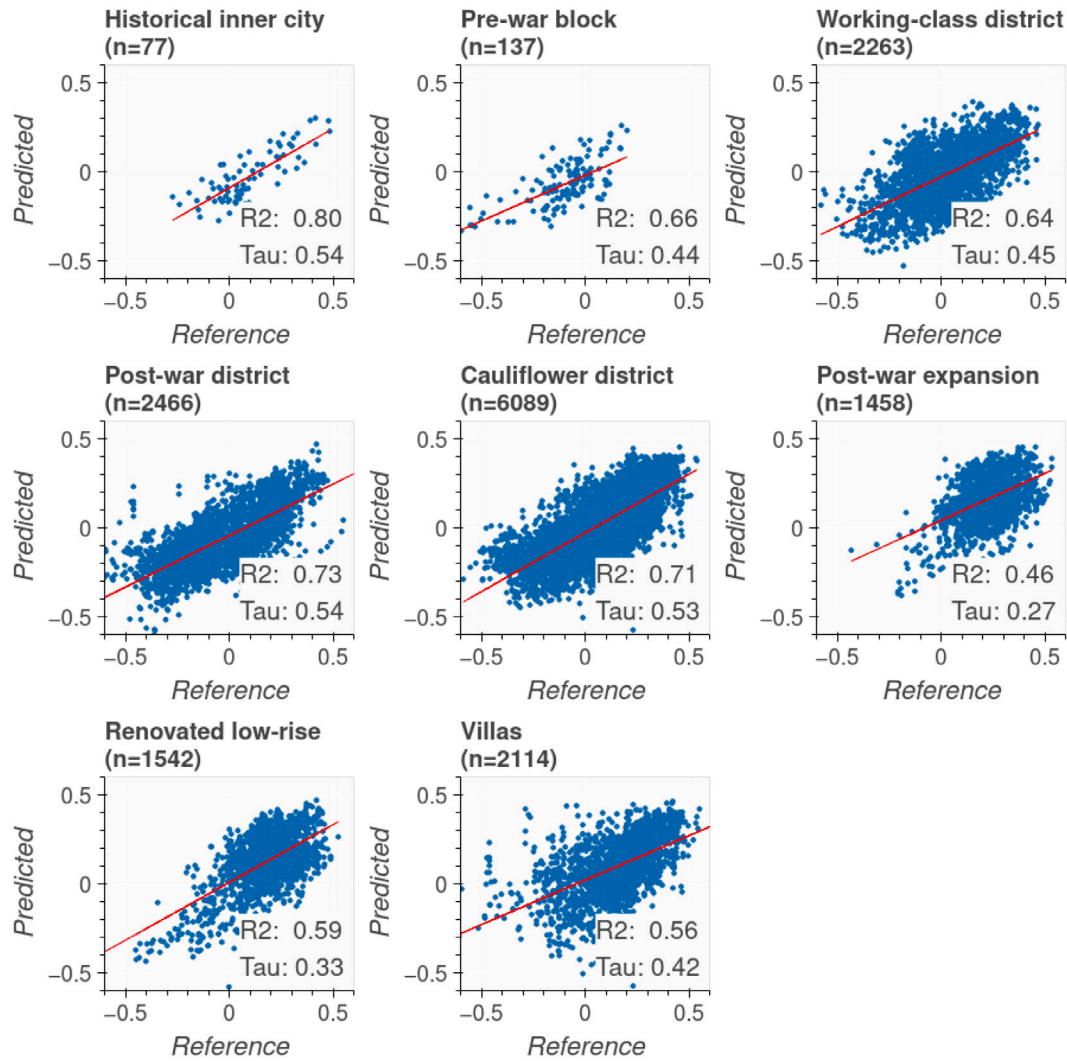 Historical inner city
(n=77)
Predicted
0.5
0
−0.5
R2: 0.80
Tau: 0.54
−0.5 0 0.5
Reference
Pre-war block
(n=137)
Predicted
0.5
0
−0.5
R2: 0.66
Tau: 0.44
−0.5 0 0.5
Reference
Working-class district
(n=2263)
Predicted
0.5
0
−0.5
R2: 0.64
Tau: 0.45
−0.5 0 0.5
Reference
Post-war district
(n=2466)
Predicted
0.5
0
−0.5
R2: 0.73
Tau: 0.54
−0.5 0 0.5
Reference
Cauliflower district
(n=6089)
Predicted
0.5
0
−0.5
R2: 0.71
Tau: 0.53
−0.5 0 0.5
Reference
Post-war expansion
(n=1458)
Predicted
0.5
0
−0.5
R2: 0.46
Tau: 0.27
−0.5 0 0.5
Reference
Renovated low-rise
(n=1542)
Predicted
0.5
0
−0.5
R2: 0.59
Tau: 0.33
−0.5 0 0.5
Reference
Villas
(n=2114)
Predicted
0.5
0
−0.5
R2: 0.56
Tau: 0.42
−0.5 0 0.5
Reference